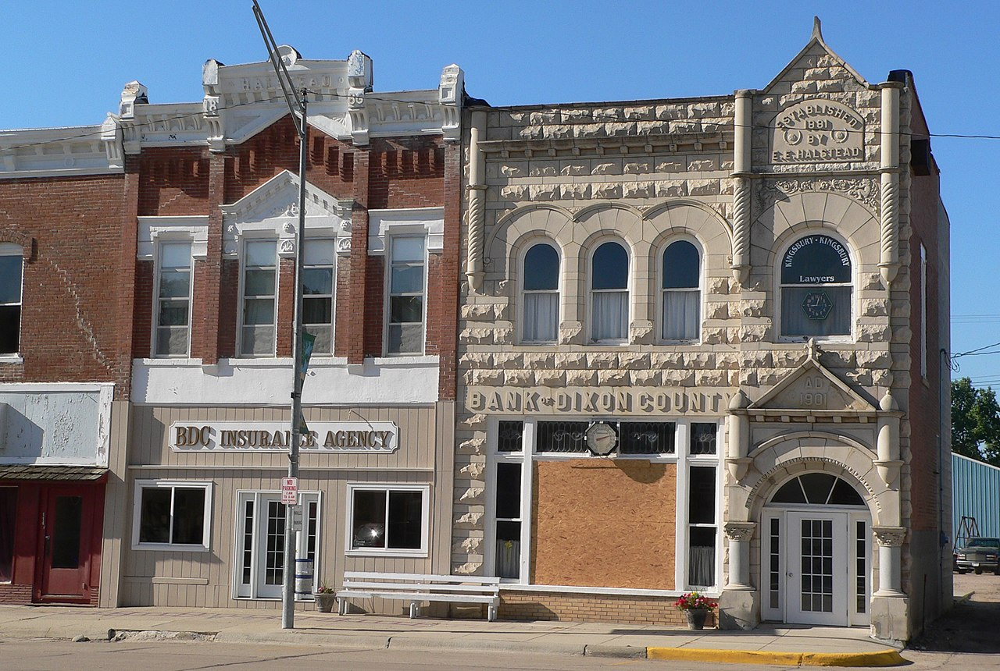 HALSTEAD
BDC INSURANCE AGENCY
NO
PARKING
ESTABLISHED
1881
BY
E.E. HALSTEAD
KINGSBURY · KINGSBURY
Lawyers
BANK OF DIXON COUNTY
AD
1901